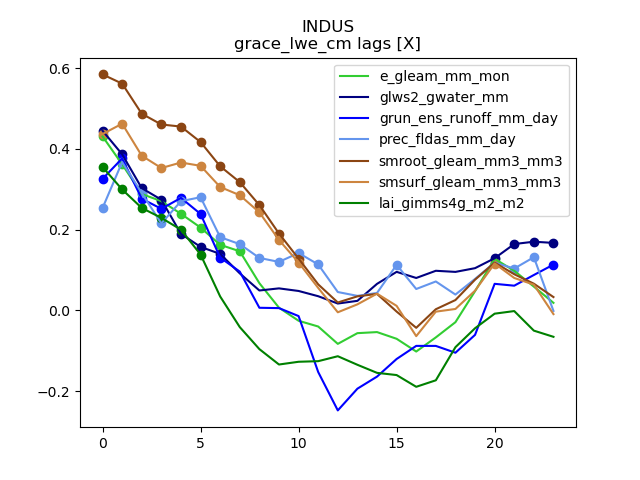 INDUS
grace_lwe_cm lags [X]
0.6
0.4
0.2
0.0
−0.2
0
5
10
15
20
e_gleam_mm_mon
glws2_gwater_mm
grun_ens_runoff_mm_day
prec_fldas_mm_day
smroot_gleam_mm3_mm3
smsurf_gleam_mm3_mm3
lai_gimms4g_m2_m2